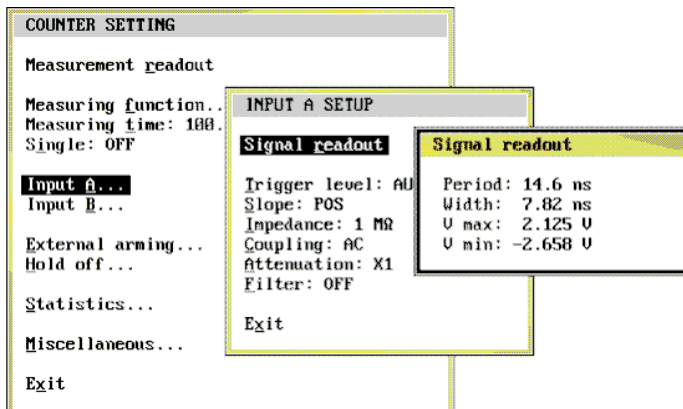 COUNTER SETTING
Measurement readout
Measuring function..
Measuring time: 100.
Single: OFF
Input A...
Input B...
External arming...
Hold off...
Statistics...
Miscellaneous...
Exit
INPUT A SETUP
Signal readout
Trigger level: AU
Slope: POS
Impedance: 1 MΩ
Coupling: AC
Attenuation: X1
Filter: OFF
Exit
Signal readout
Period: 14.6 ns
Width: 7.82 ns
V max: 2.125 V
V min: -2.658 V